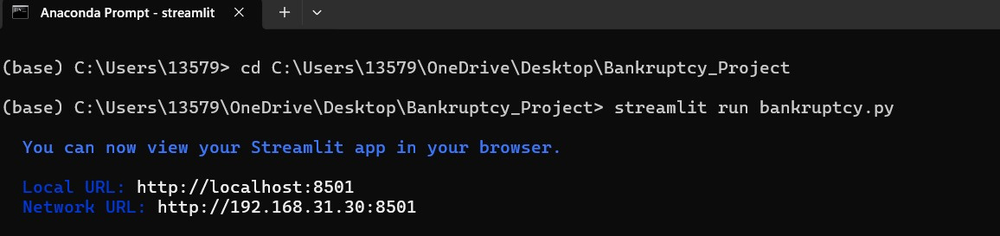 Anaconda Prompt - streamlit
(base) C:\Users\13579> cd C:\Users\13579\OneDrive\Desktop\Bankruptcy_Project
(base) C:\Users\13579\OneDrive\Desktop\Bankruptcy_Project> streamlit run bankruptcy.py
You can now view your Streamlit app in your browser.
Local URL: http://localhost:8501
Network URL: http://192.168.31.30:8501